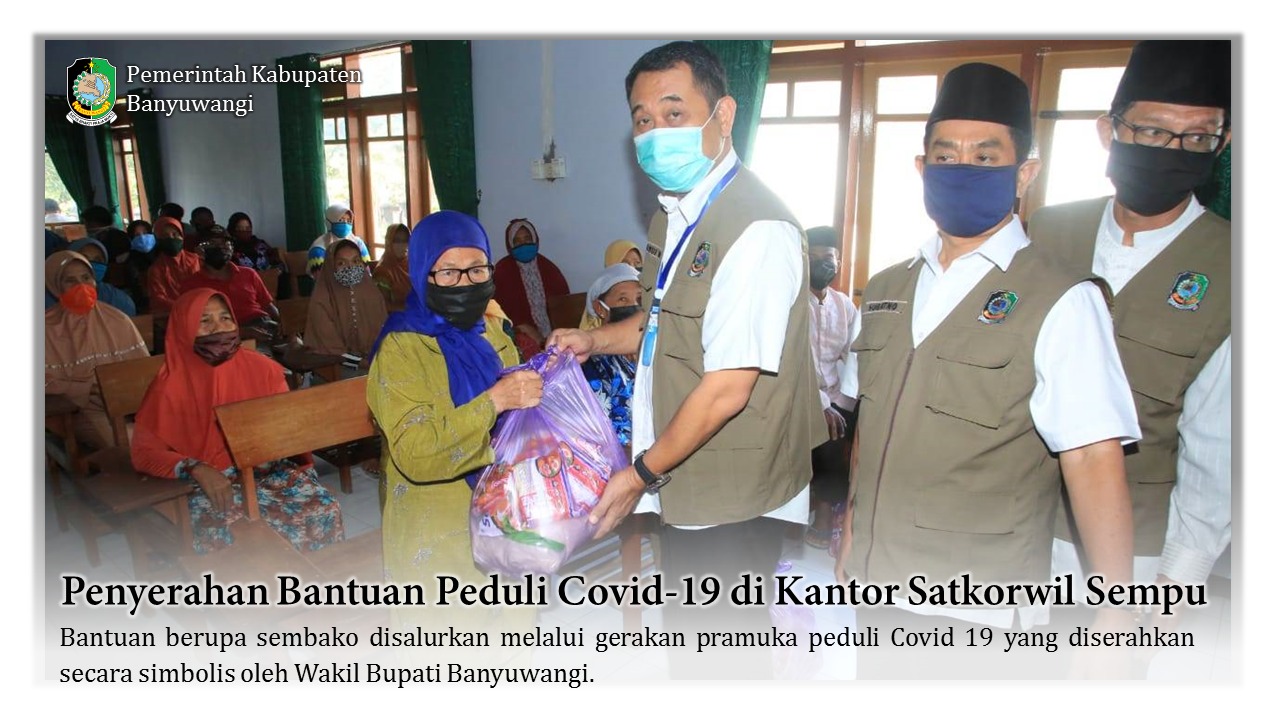 Pemerintah Kabupaten
Banyuwangi
Penyerahan Bantuan Peduli Covid-19 di Kantor Satkorwil Sempu
Bantuan berupa sembako disalurkan melalui gerakan pramuka peduli Covid 19 yang diserahkan
secara simbolis oleh Wakil Bupati Banyuwangi.